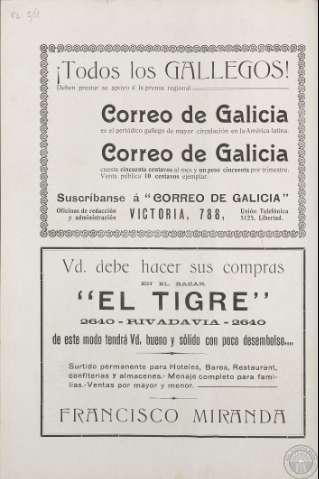 ¡Todos los GALLEGOS!
Deben prestar su apoyo á la prensa regional
Correo de Galicia
es el periódico gallego de mayor circulación en la América latina.
Correo de Galicia
cuesta cincuenta centavos al mes y un peso cincuenta por trimestre.
Venta pública 10 centavos ejemplar.
Suscríbanse á "CORREO DE GALICIA"
Oficinas de redacción y administración VICTORIA, 788, Unión Telefónica 5125, Libertad.
Vd. debe hacer sus compras
EN EL BAZAR
"EL TIGRE"
2640 - RIVADAVIA - 2640
de este modo tendrá Vd. bueno y sólido con poco desembolso....
Surtido permanente para Hoteles, Bares, Restaurant,
confiterias y almacenes.- Menaje completo para fami-
lias.-Ventas por mayor y menor.
FRANCISCO MIRANDA